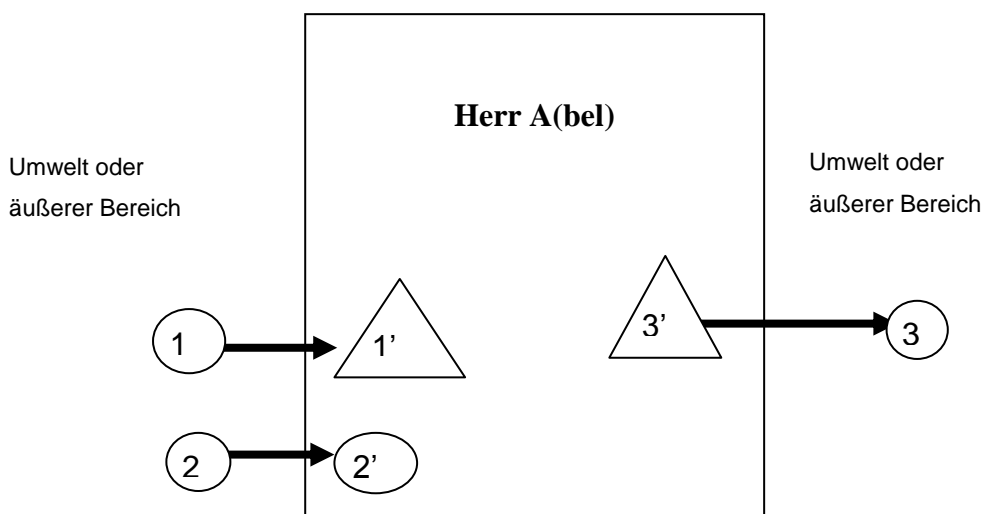 Herr A(bel)
Umwelt oder
äußerer Bereich
Umwelt oder
äußerer Bereich
1
1’
3’
3
2
2’